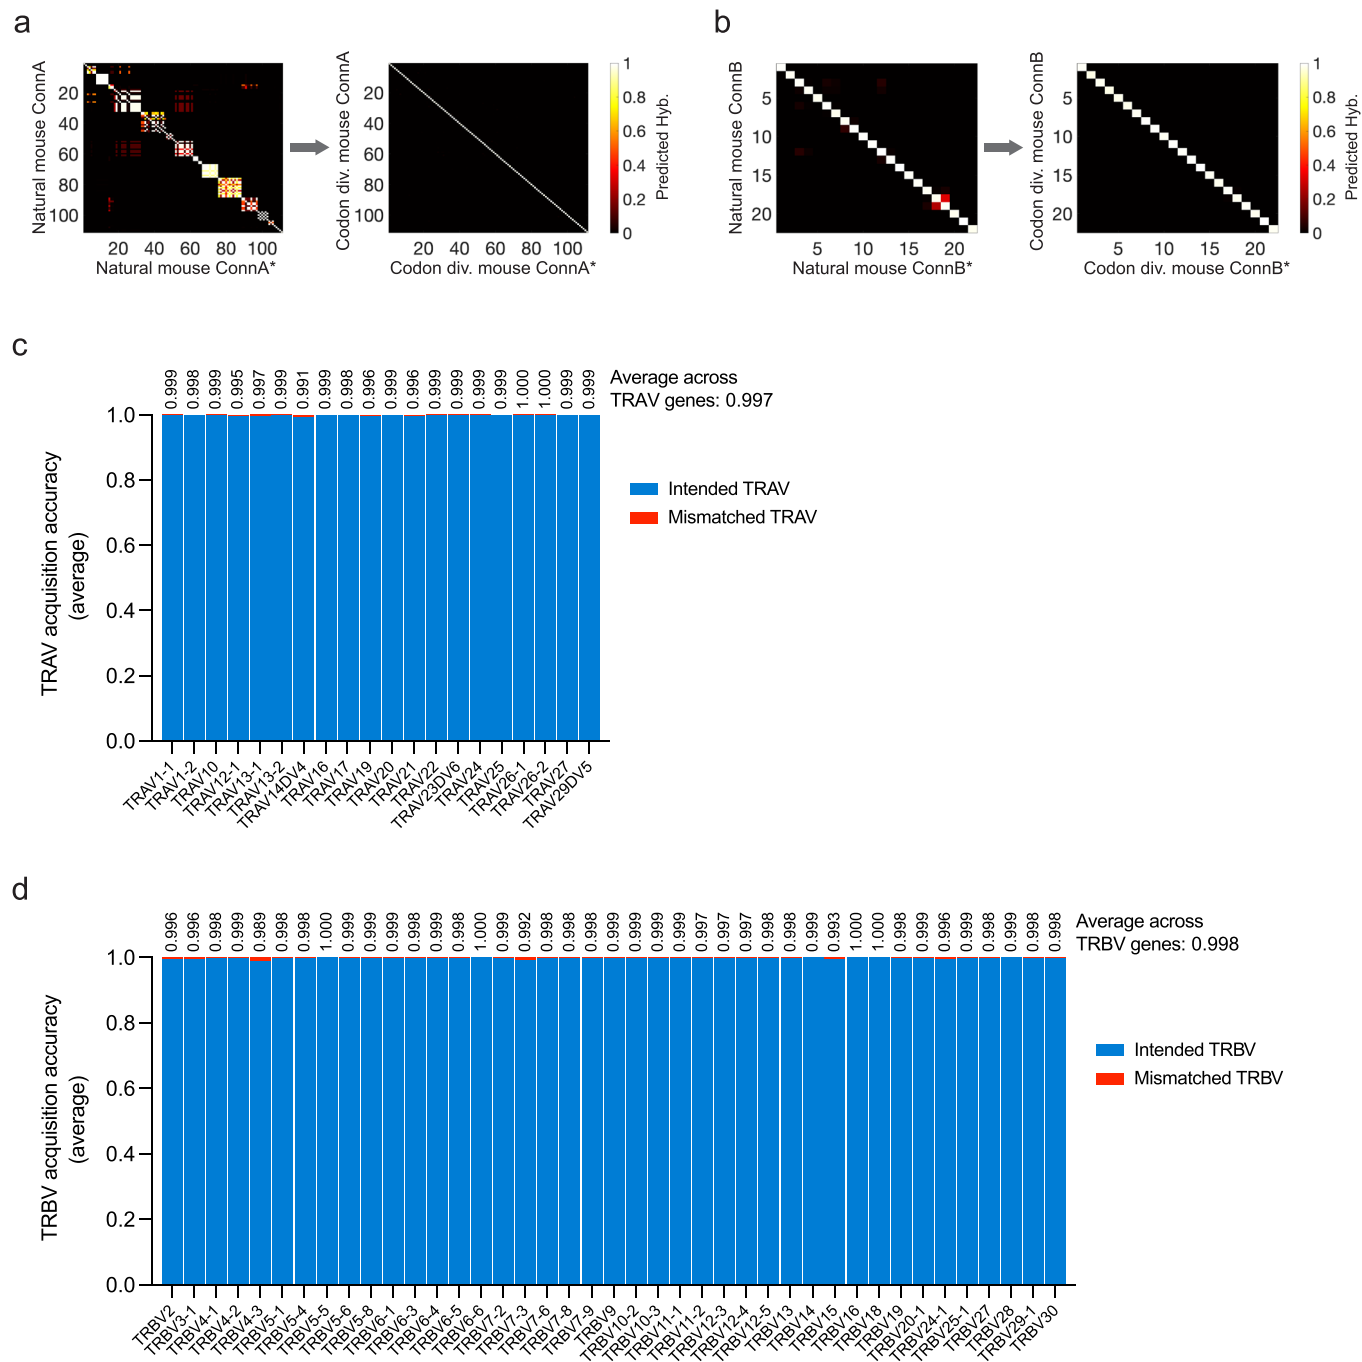 a
Natural mouse ConnA
20
40
60
80
100
20 40 60 80 100
Natural mouse ConnA*
Codon div. mouse ConnA
20
40
60
80
100
20 40 60 80 100
Codon div. mouse ConnA*
1
0.8
0.6
0.4
0.2
0
Predicted Hyb.
b
Natural mouse ConnB
5
10
15
20
5 10 15 20
Natural mouse ConnB*
Codon div. mouse ConnB
5
10
15
20
5 10 15 20
Codon div. mouse ConnB*
1
0.8
0.6
0.4
0.2
0
Predicted Hyb.
c
0.999 0.998 0.999 0.995 0.997 0.999 0.991 0.999 0.998 0.996 0.999 0.996 0.999 0.999 0.999 0.999 1.000 1.000 0.999 0.999
Average across
TRAV genes: 0.997
TRAV acquisition accuracy
(average)
1.0
0.8
0.6
0.4
0.2
0.0
Intended TRAV
Mismatched TRAV
TRAV1-1 TRAV1-2 TRAV10 TRAV12-1 TRAV13-1 TRAV13-2 TRAV14DV4 TRAV16 TRAV17 TRAV19 TRAV20 TRAV21 TRAV22 TRAV23DV6 TRAV24 TRAV25 TRAV26-1 TRAV26-2 TRAV27 TRAV29DV5
d
0.996 0.996 0.998 0.999 0.989 0.998 0.998 1.000 0.999 0.999 0.999 0.998 0.999 0.998 1.000 0.999 0.992 0.998 0.998 0.998 0.999 0.999 0.999 0.999 0.997 0.997 0.997 0.998 0.998 0.999 0.993 1.000 1.000 0.998 0.999 0.996 0.999 0.998 0.999 0.998 0.998
Average across
TRBV genes: 0.998
TRBV acquisition accuracy
(average)
1.0
0.8
0.6
0.4
0.2
0.0
Intended TRBV
Mismatched TRBV
TRBV2 TRBV3-1 TRBV4-1 TRBV4-2 TRBV4-3 TRBV5-1 TRBV5-4 TRBV5-5 TRBV5-6 TRBV5-8 TRBV6-1 TRBV6-3 TRBV6-4 TRBV6-5 TRBV6-6 TRBV7-2 TRBV7-3 TRBV7-6 TRBV7-8 TRBV7-9 TRBV9 TRBV10-2 TRBV10-3 TRBV11-1 TRBV11-2 TRBV12-3 TRBV12-4 TRBV12-5 TRBV13 TRBV14 TRBV15 TRBV16 TRBV18 TRBV19 TRBV20-1 TRBV24-1 TRBV25-1 TRBV27 TRBV28 TRBV29-1 TRBV30